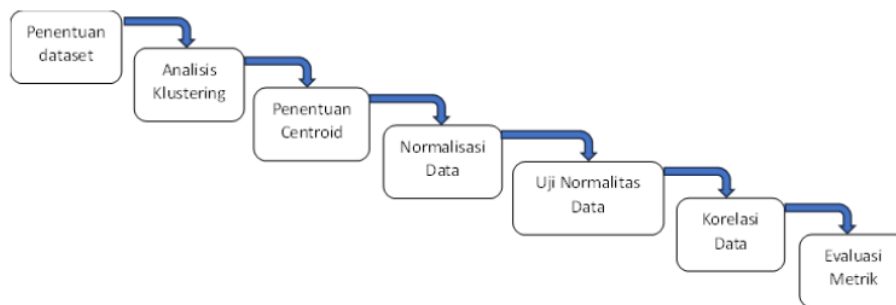 Penentuan
dataset
Analisis
Klustering
Penentuan
Centroid
Normalisasi
Data
Uji Normalitas
Data
Korelasi
Data
Evaluasi
Metrik